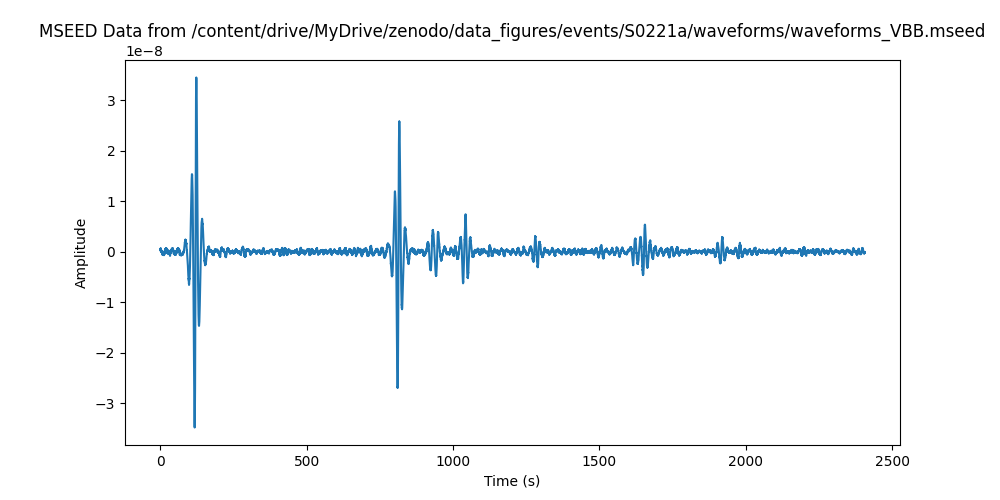 MSEED Data from /content/drive/MyDrive/zenodo/data_figures/events/S0221a/waveforms/waveforms_VBB.mseed
1e−8
3
2
1
0
−1
−2
−3
Amplitude
0 500 1000 1500 2000 2500
Time (s)